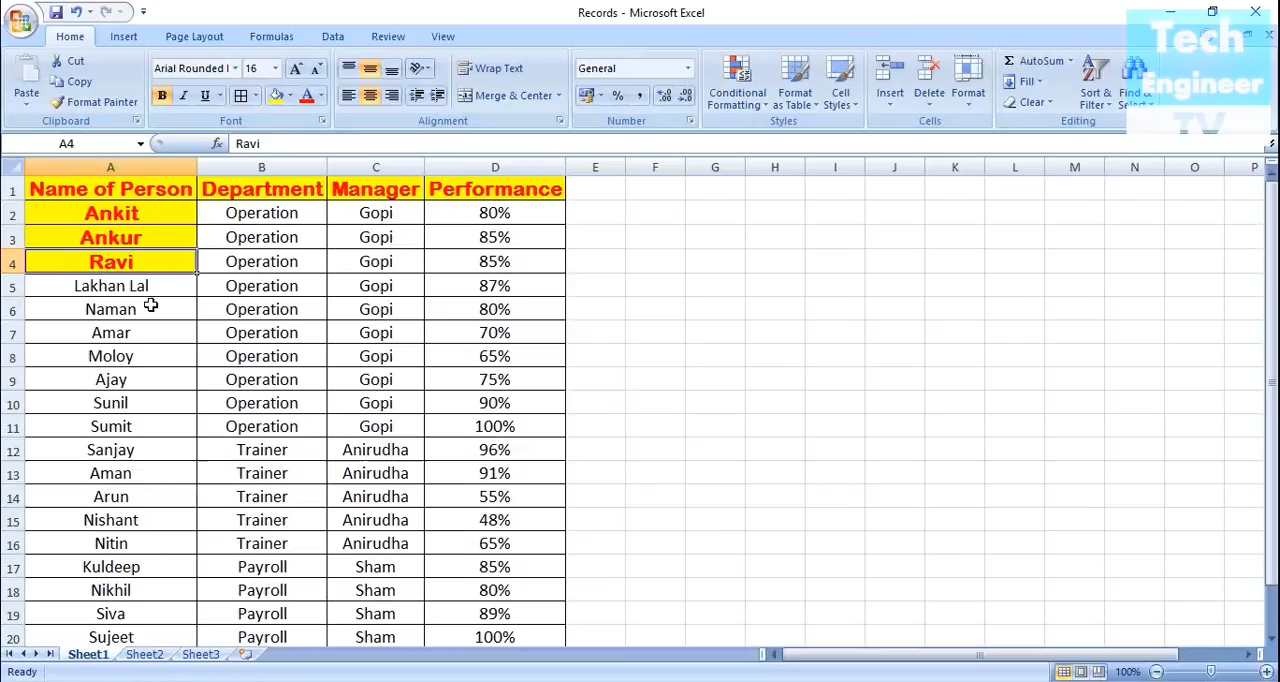 Records - Microsoft Excel
Home Insert Page Layout Formulas Data Review View
Paste
Cut
Copy
Format Painter
Clipboard
Arial Rounded 16 A A
B I U A
Font
Wrap Text
Merge & Center
Alignment
General
% ,
Number
Conditional Formatting
Format as Table
Cell Styles
Styles
Insert Delete Format
Cells
Σ AutoSum
Fill
Clear
Sort & Filter
Find & Select
Editing
Tech
Engineer
TV
A4 fx Ravi
A B C D E F G H I J K L M N O P
1 Name of Person Department Manager Performance
2 Ankit Operation Gopi 80%
3 Ankur Operation Gopi 85%
4 Ravi Operation Gopi 85%
5 Lakhan Lal Operation Gopi 87%
6 Naman Operation Gopi 80%
7 Amar Operation Gopi 70%
8 Moloy Operation Gopi 65%
9 Ajay Operation Gopi 75%
10 Sunil Operation Gopi 90%
11 Sumit Operation Gopi 100%
12 Sanjay Trainer Anirudha 96%
13 Aman Trainer Anirudha 91%
14 Arun Trainer Anirudha 55%
15 Nishant Trainer Anirudha 48%
16 Nitin Trainer Anirudha 65%
17 Kuldeep Payroll Sham 85%
18 Nikhil Payroll Sham 80%
19 Siva Payroll Sham 89%
20 Sujeet Payroll Sham 100%
Sheet1 Sheet2 Sheet3
Ready 100%